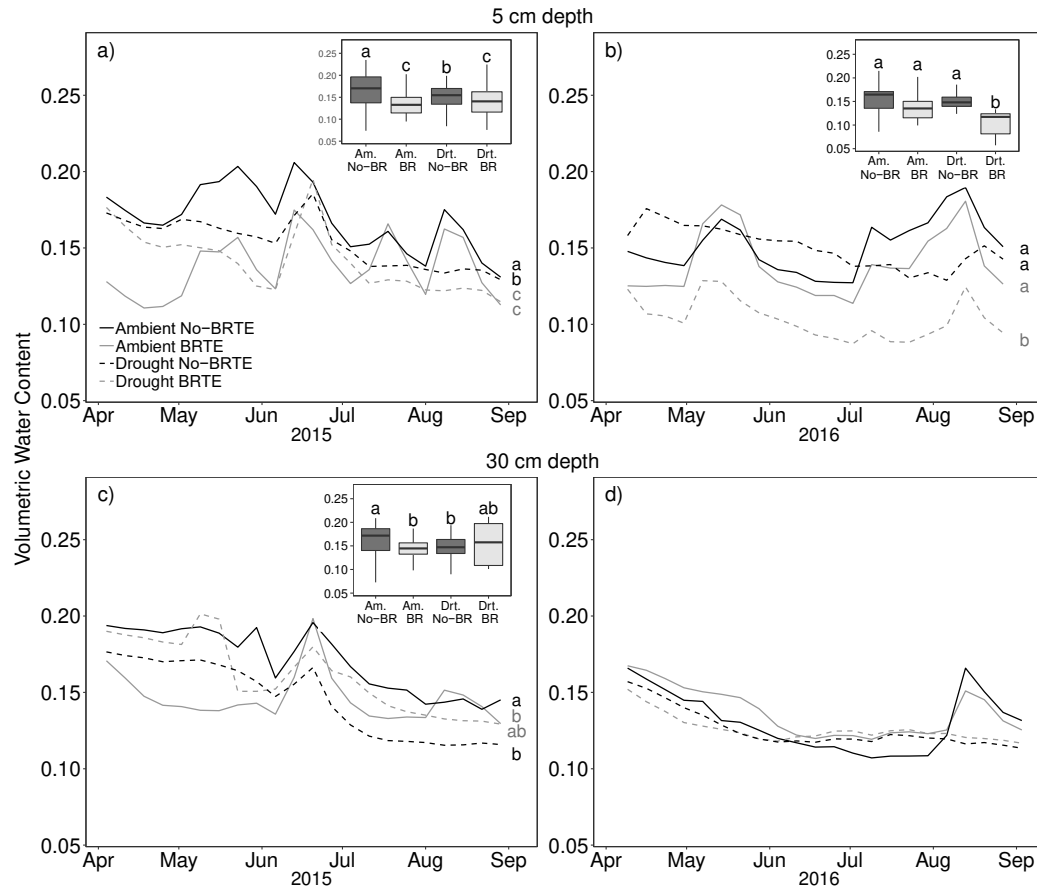 5 cm depth
a)
0.25
0.20
0.15
0.10
0.05
a
c
b
c
0.25
0.20
0.15
0.10
0.05
Am. Am. Drt. Drt.
No-BR BR No-BR BR
a
b
c
c
Ambient No−BRTE
Ambient BRTE
Drought No−BRTE
Drought BRTE
Apr May Jun Jul Aug Sep
2015
b)
a
a
a
b
0.25
0.20
0.15
0.10
0.05
Am. Am. Drt. Drt.
No-BR BR No-BR BR
a
a
a
b
Apr May Jun Jul Aug Sep
2016
Volumetric Water Content
30 cm depth
c)
0.25
0.20
0.15
0.10
0.05
a
b
b
ab
0.25
0.20
0.15
0.10
0.05
Am. Am. Drt. Drt.
No-BR BR No-BR BR
a
b
ab
b
Apr May Jun Jul Aug Sep
2015
d)
Apr May Jun Jul Aug Sep
2016